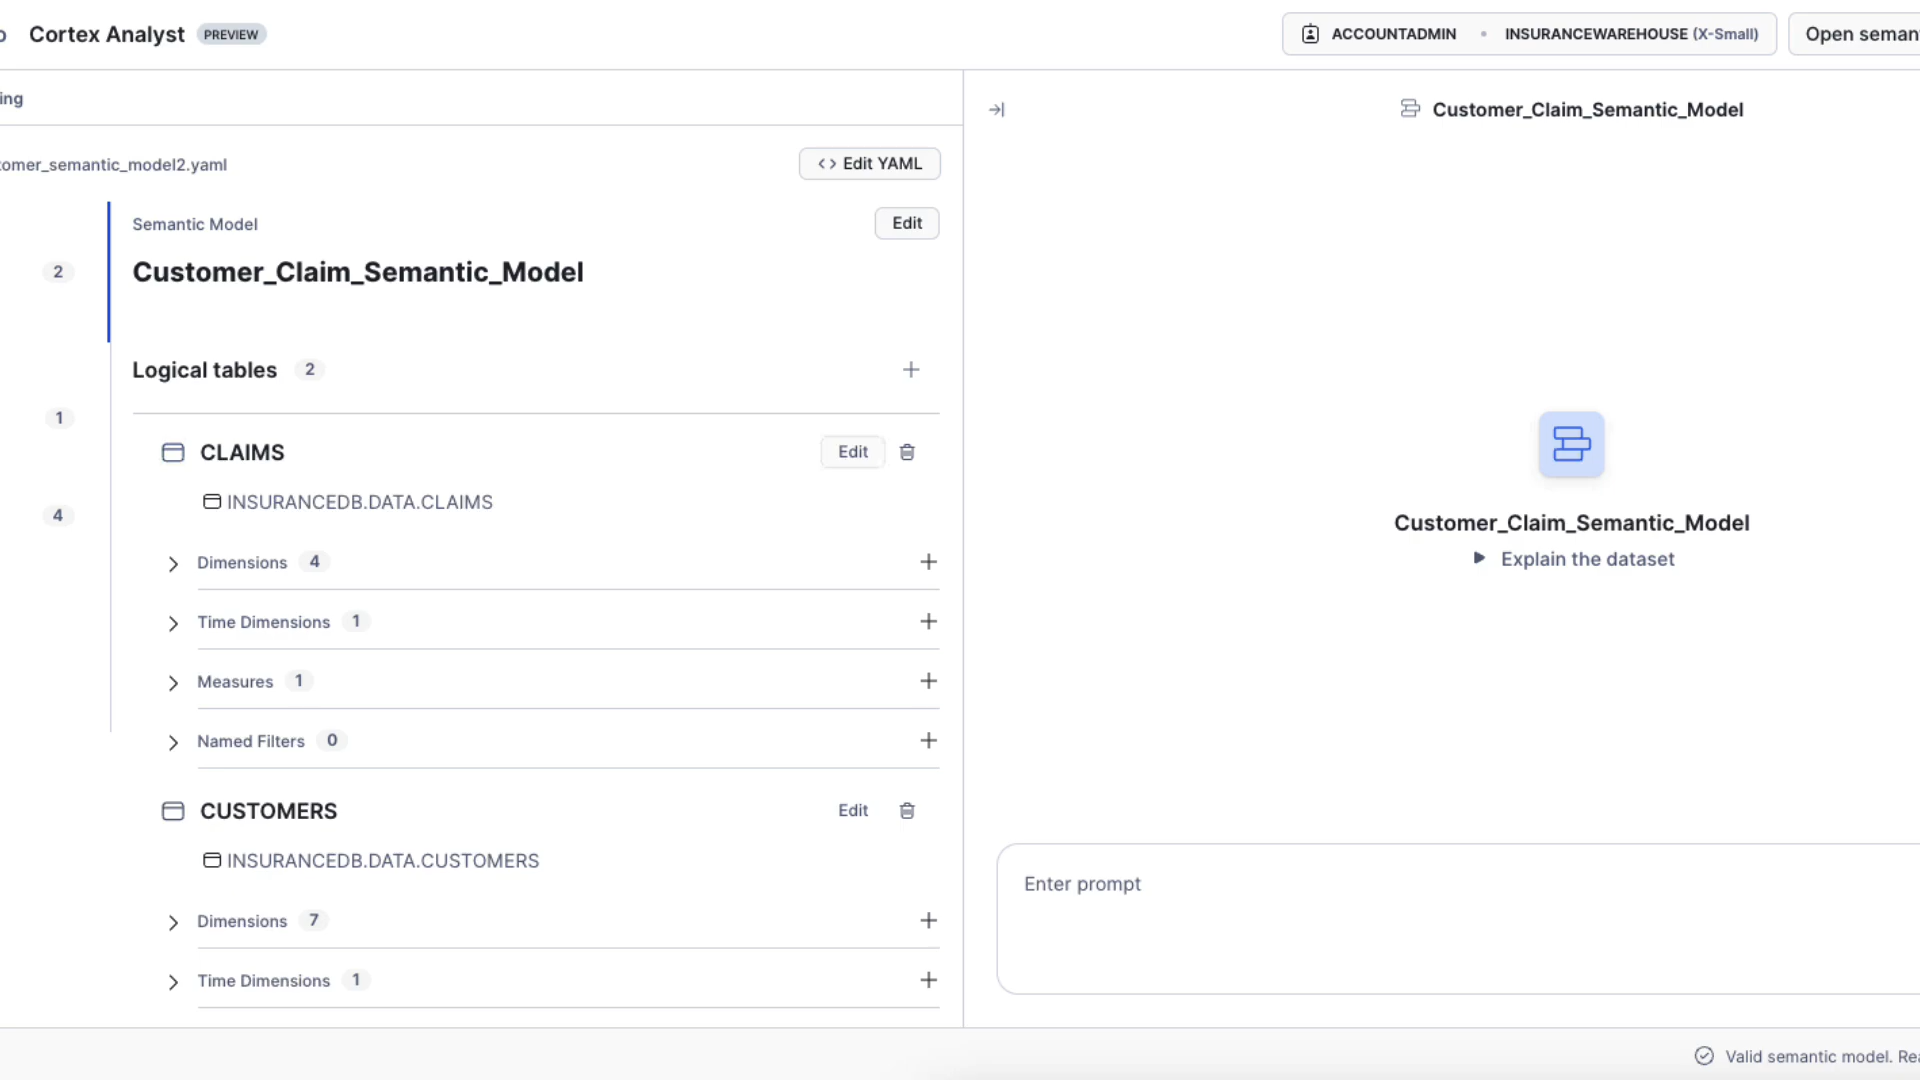 Cortex Analyst PREVIEW
ACCOUNTADMIN • INSURANCEWAREHOUSE (X-Small)
Open seman
ing
tomer_semantic_model2.yaml
<> Edit YAML
Semantic Model
Edit
2
Customer_Claim_Semantic_Model
Logical tables 2 +
1
CLAIMS
Edit
INSURANCEDB.DATA.CLAIMS
4
Dimensions 4 +
Time Dimensions 1 +
Measures 1 +
Named Filters 0 +
CUSTOMERS
Edit
INSURANCEDB.DATA.CUSTOMERS
Dimensions 7 +
Time Dimensions 1 +
Customer_Claim_Semantic_Model
Customer_Claim_Semantic_Model
Explain the dataset
Enter prompt
Valid semantic model. Rea